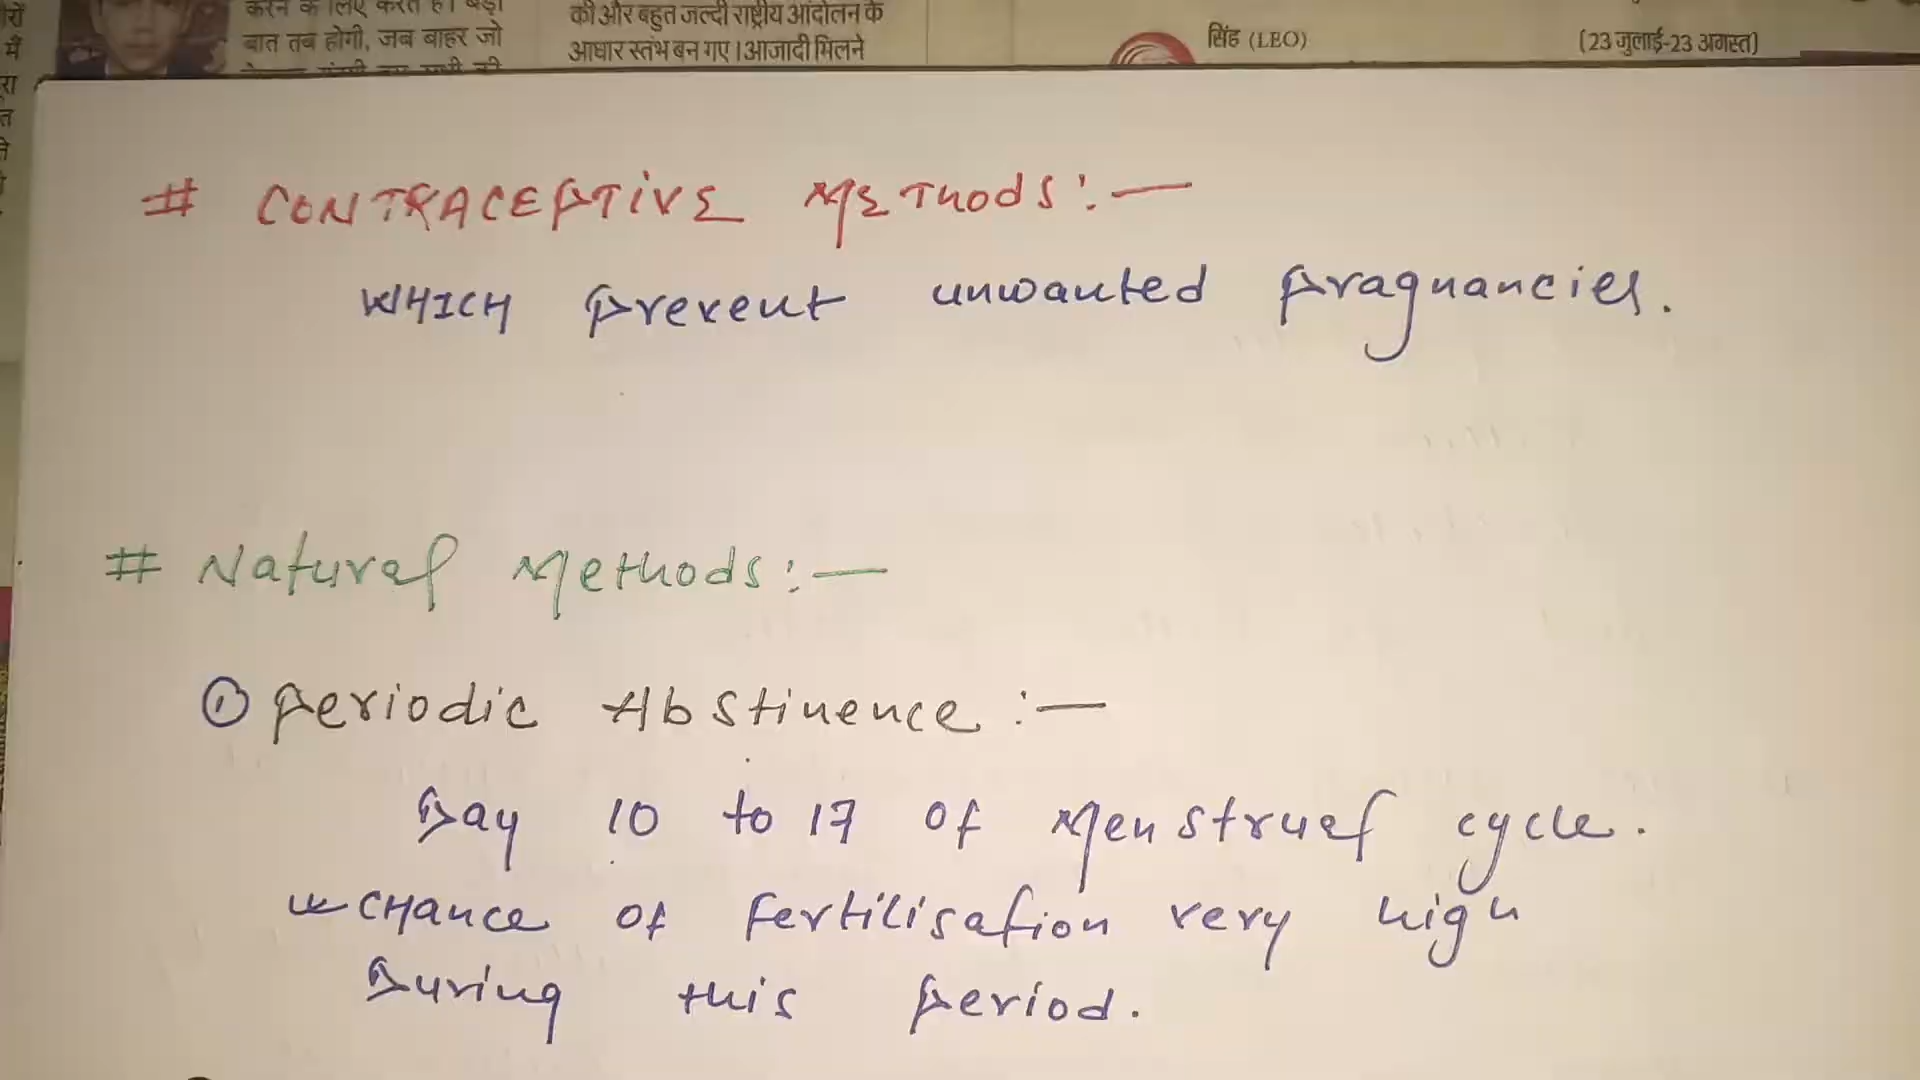 करने के लिए करते हैं। बड़ी
बात तब होगी, जब बाहर जो
की और बहुत जल्दी राष्ट्रीय आंदोलन के
आधार स्तंभ बन गए। आजादी मिलने
सिंह (LEO)
(23 जुलाई-23 अगस्त)
# CONTRACEPTIVE METhods:—
WHICH prevent unwanted pragnancies.
# Natural Methods:—
① periodic Abstinence :—
Day 10 to 17 of Menstrual cycle.
CHance of Fertilisation very high
During this period.